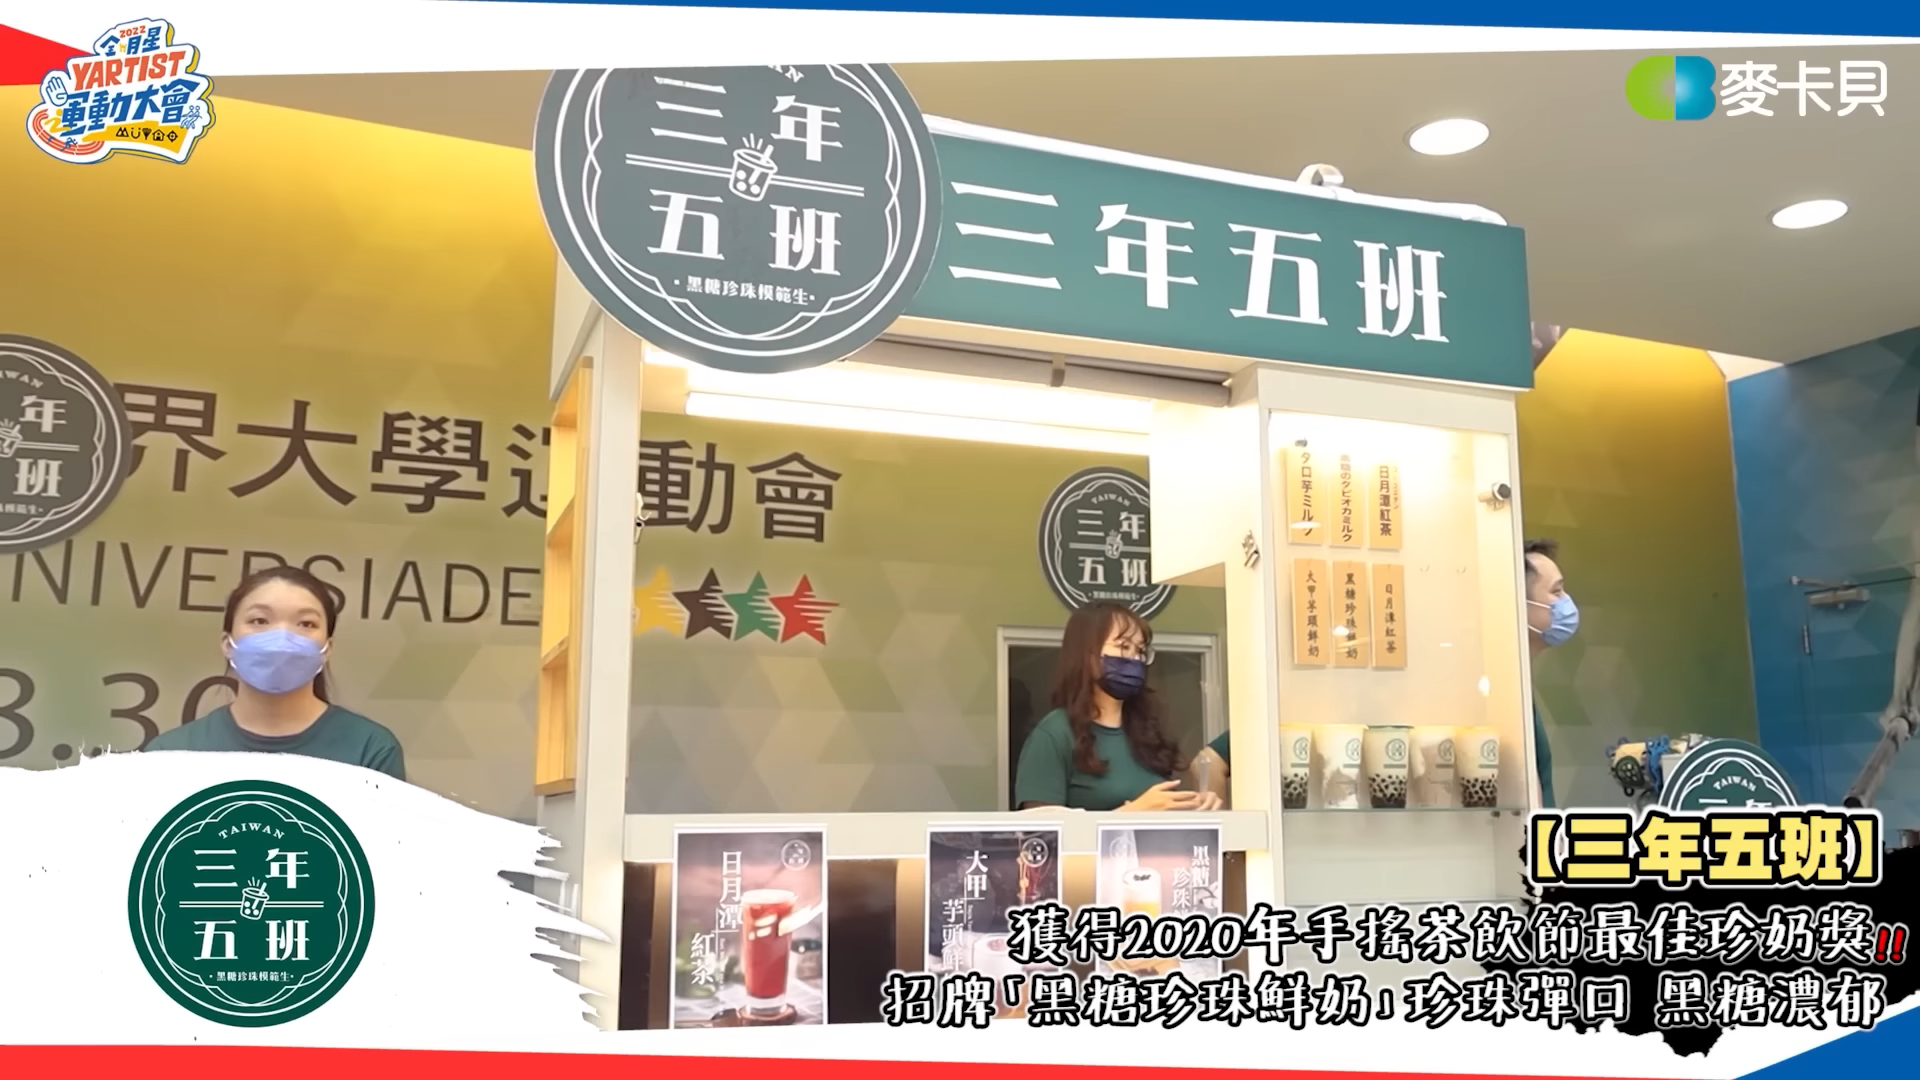 2022
全明星
YARTIST
運動大會
麥卡貝
三年
五班
·黑糖珍珠模範生·
三年五班
年
班
界大學運動會
NIVERSIADE
3.30
TAIWAN
三年
五班
日月潭紅茶
大甲芋頭鮮奶
黑糖珍珠鮮奶
日月潭紅茶
日月潭
紅茶
大甲
芋頭鮮
黑糖
珍珠
TAIWAN
TAIWAN
三年
五班
·黑糖珍珠模範生·
【三年五班】
獲得2020年手搖茶飲節最佳珍奶獎!!
招牌「黑糖珍珠鮮奶」珍珠彈口 黑糖濃郁